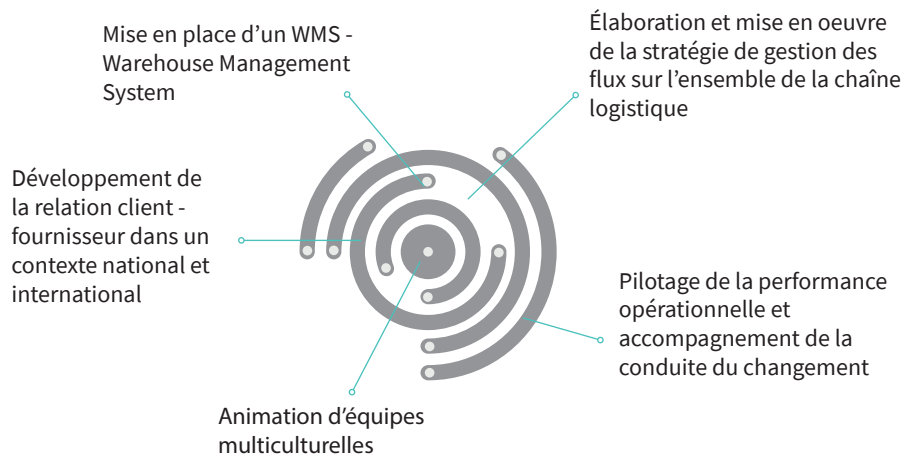 Mise en place d’un WMS -
Warehouse Management
System
Élaboration et mise en oeuvre
de la stratégie de gestion des
flux sur l’ensemble de la chaîne
logistique
Développement de
la relation client -
fournisseur dans un
contexte national et
international
Pilotage de la performance
opérationnelle et
accompagnement de la
conduite du changement
Animation d’équipes
multiculturelles